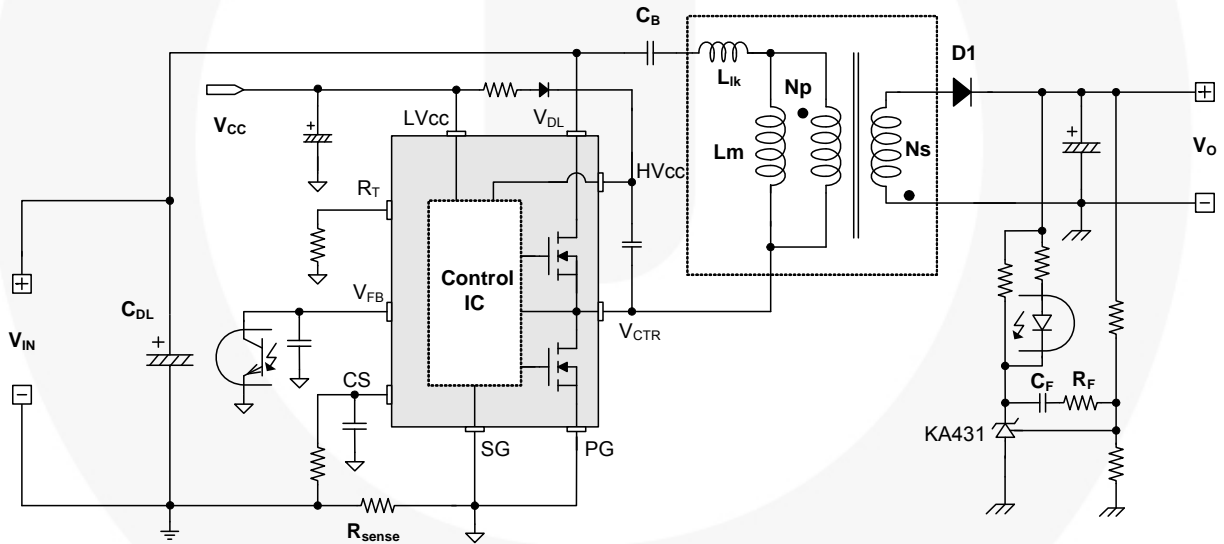 C_B
D1
L_lk
Np
V_CC
LVcc
V_DL
+
Lm
Ns
+
+
V_O
HVcc
R_T
−
+
Control
IC
V_FB
C_DL
V_IN
+
V_CTR
CS
C_F
R_F
−
KA431
SG
PG
R_sense